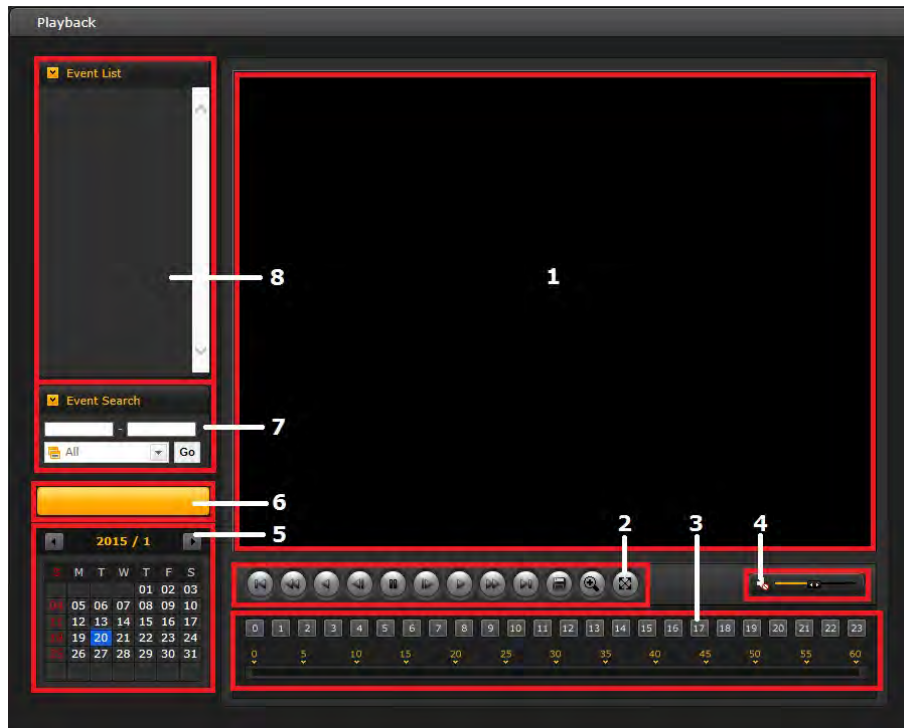 Playback
Event List
8
1
Event Search
-
7
All Go
6
5
2015 / 1
S M T W T F S
01 02 03
04 05 06 07 08 09 10
11 12 13 14 15 16 17
18 19 20 21 22 23 24
25 26 27 28 29 30 31
2 3 4
0 1 2 3 4 5 6 7 8 9 10 11 12 13 14 15 16 17 18 19 20 21 22 23
0 5 10 15 20 25 30 35 40 45 50 55 60